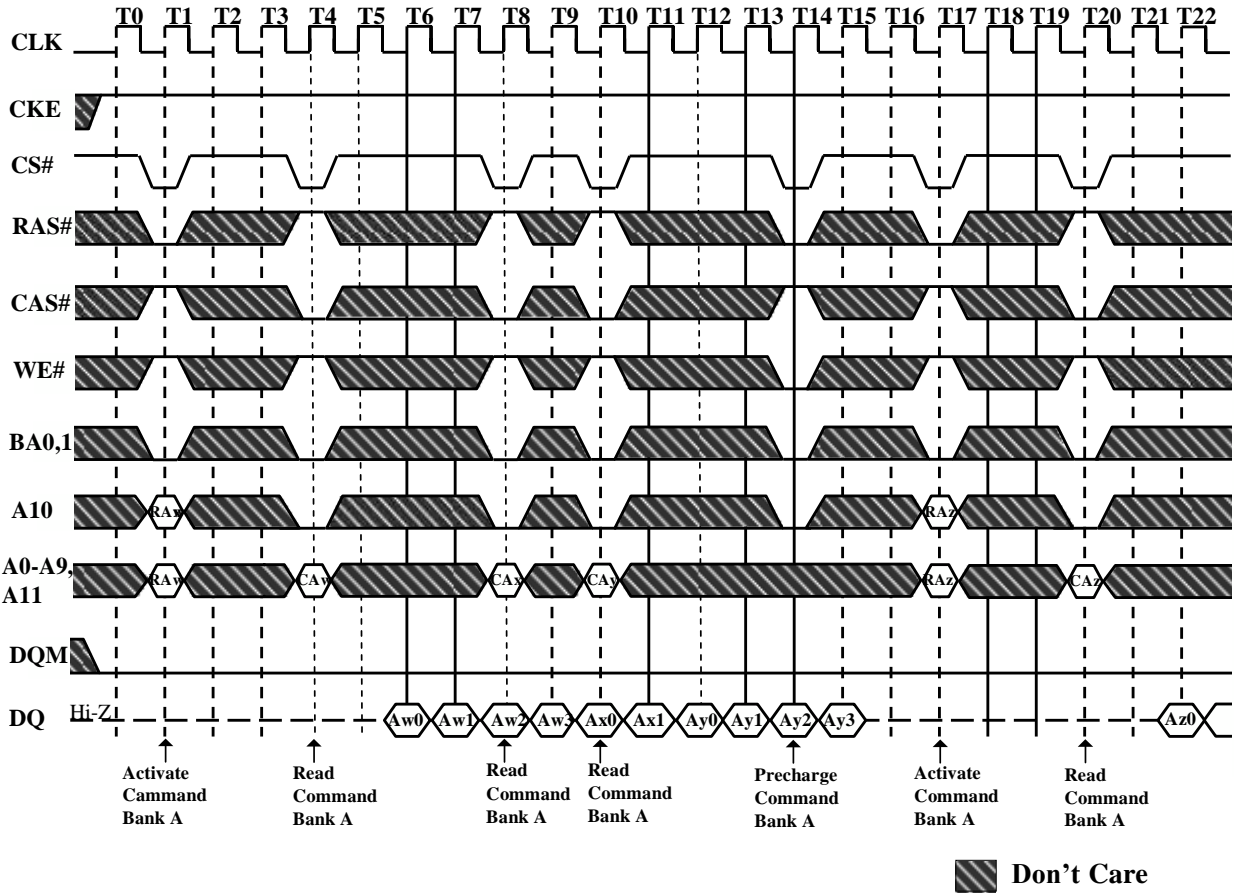 T0 T1 T2 T3 T4 T5 T6 T7 T8 T9 T10 T11 T12 T13 T14 T15 T16 T17 T18 T19 T20 T21 T22
CLK
CKE
CS#
RAS#
CAS#
WE#
BA0,1
A10 RAx RAz
A0-A9,
A11 RAw CAw CAx CAy RAz CAz
DQM
DQ Hi-Z Aw0 Aw1 Aw2 Aw3 Ax0 Ax1 Ay0 Ay1 Ay2 Ay3 Az0
Activate
Cammand
Bank A
Read
Command
Bank A
Read
Command
Bank A
Read
Command
Bank A
Precharge
Command
Bank A
Activate
Command
Bank A
Read
Command
Bank A
Don't Care